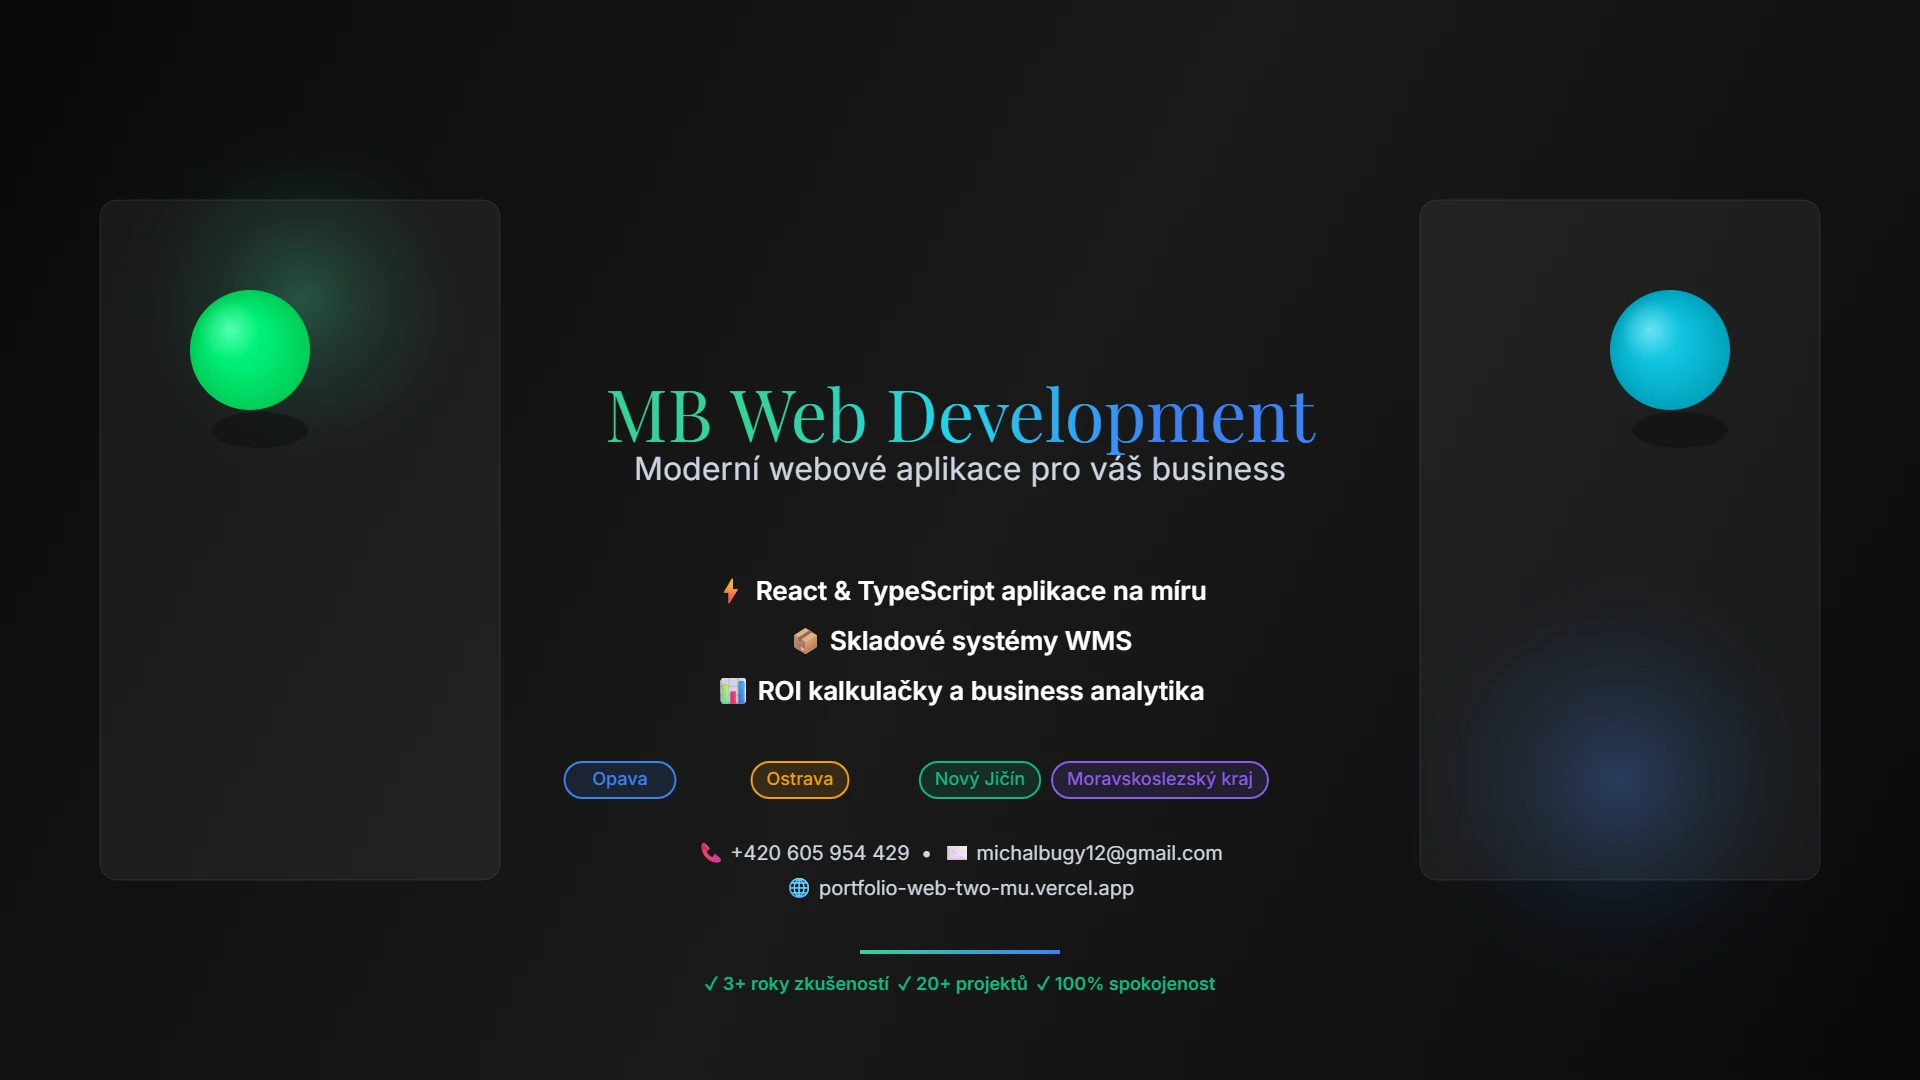 MB Web Development
Moderní webové aplikace pro váš business
⚡ React & TypeScript aplikace na míru
📦 Skladové systémy WMS
📊 ROI kalkulačky a business analytika
Opava Ostrava Nový Jičín Moravskoslezský kraj
📞 +420 605 954 429 • ✉️ michalbugy12@gmail.com
🌐 portfolio-web-two-mu.vercel.app
✓ 3+ roky zkušeností ✓ 20+ projektů ✓ 100% spokojenost